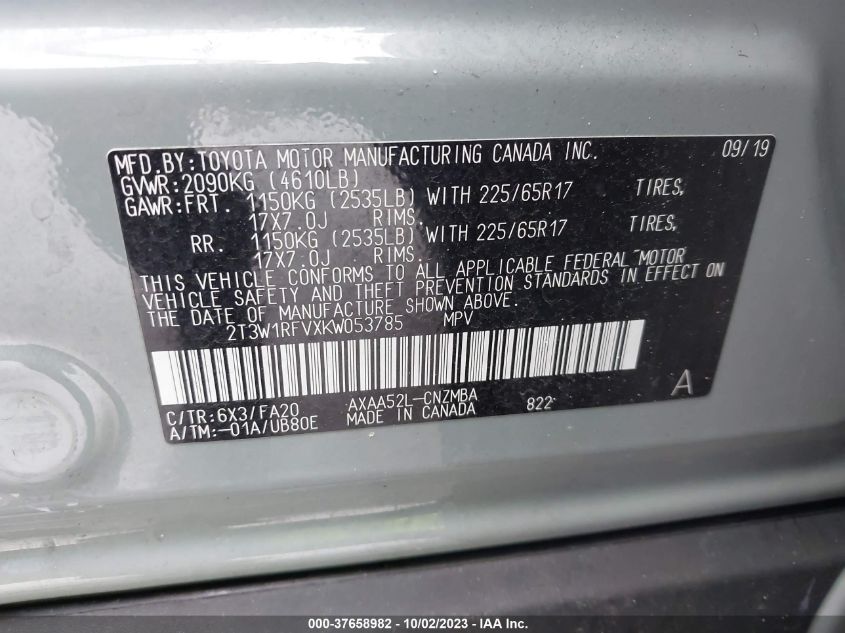 MFD.BY:TOYOTA MOTOR MANUFACTURING CANADA INC. 09/19
GVWR:2090KG (4610LB)
GAWR:FRT. 1150KG (2535LB) WITH 225/65R17 TIRES,
17X7.0J RIMS.
RR. 1150KG (2535LB) WITH 225/65R17 TIRES,
17X7.0J RIMS.
THIS VEHICLE CONFORMS TO ALL APPLICABLE FEDERAL MOTOR
VEHICLE SAFETY AND THEFT PREVENTION STANDARDS IN EFFECT ON
THE DATE OF MANUFACTURE SHOWN ABOVE.
2T3W1RFVXKW053785 MPV
C/TR:6X3/FA20 AXAA52L-CNZMBA 822 A
A/TM:-01A/UB80E MADE IN CANADA
000-37658982 - 10/02/2023 - IAA Inc.